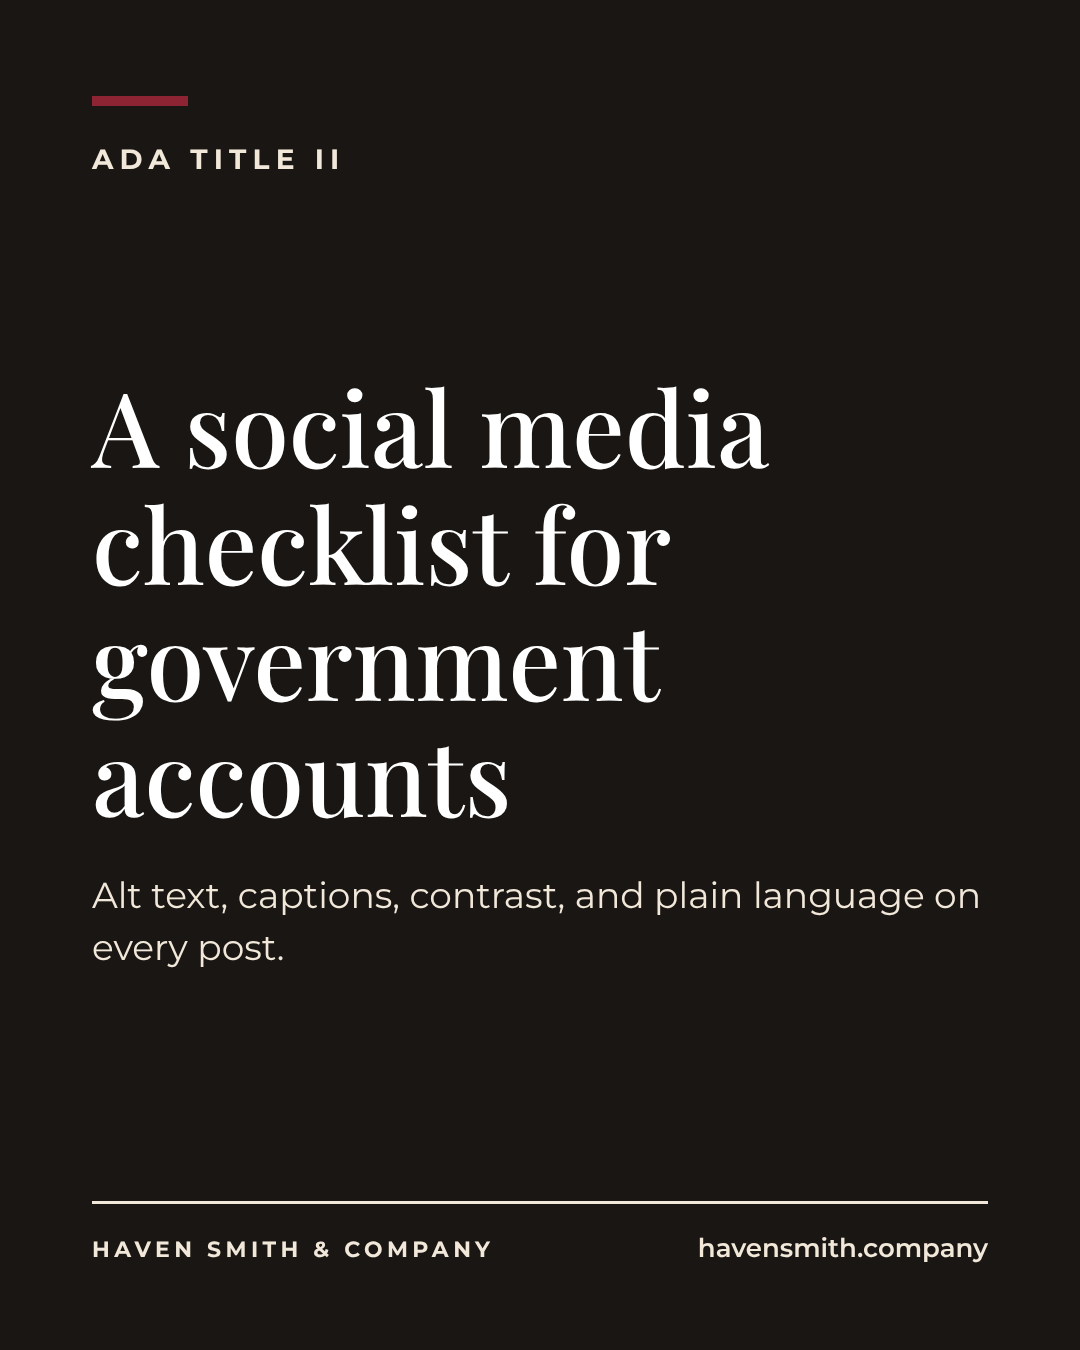 ADA TITLE II
A social media
checklist for
government
accounts
Alt text, captions, contrast, and plain language on
every post.
HAVEN SMITH & COMPANY
havensmith.company